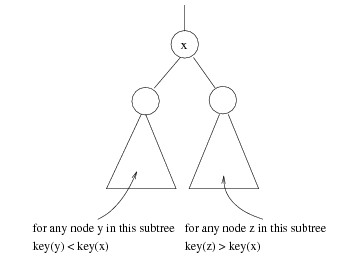 x
for any node y in this subtree
key(y) < key(x)
for any node z in this subtree
key(z) > key(x)